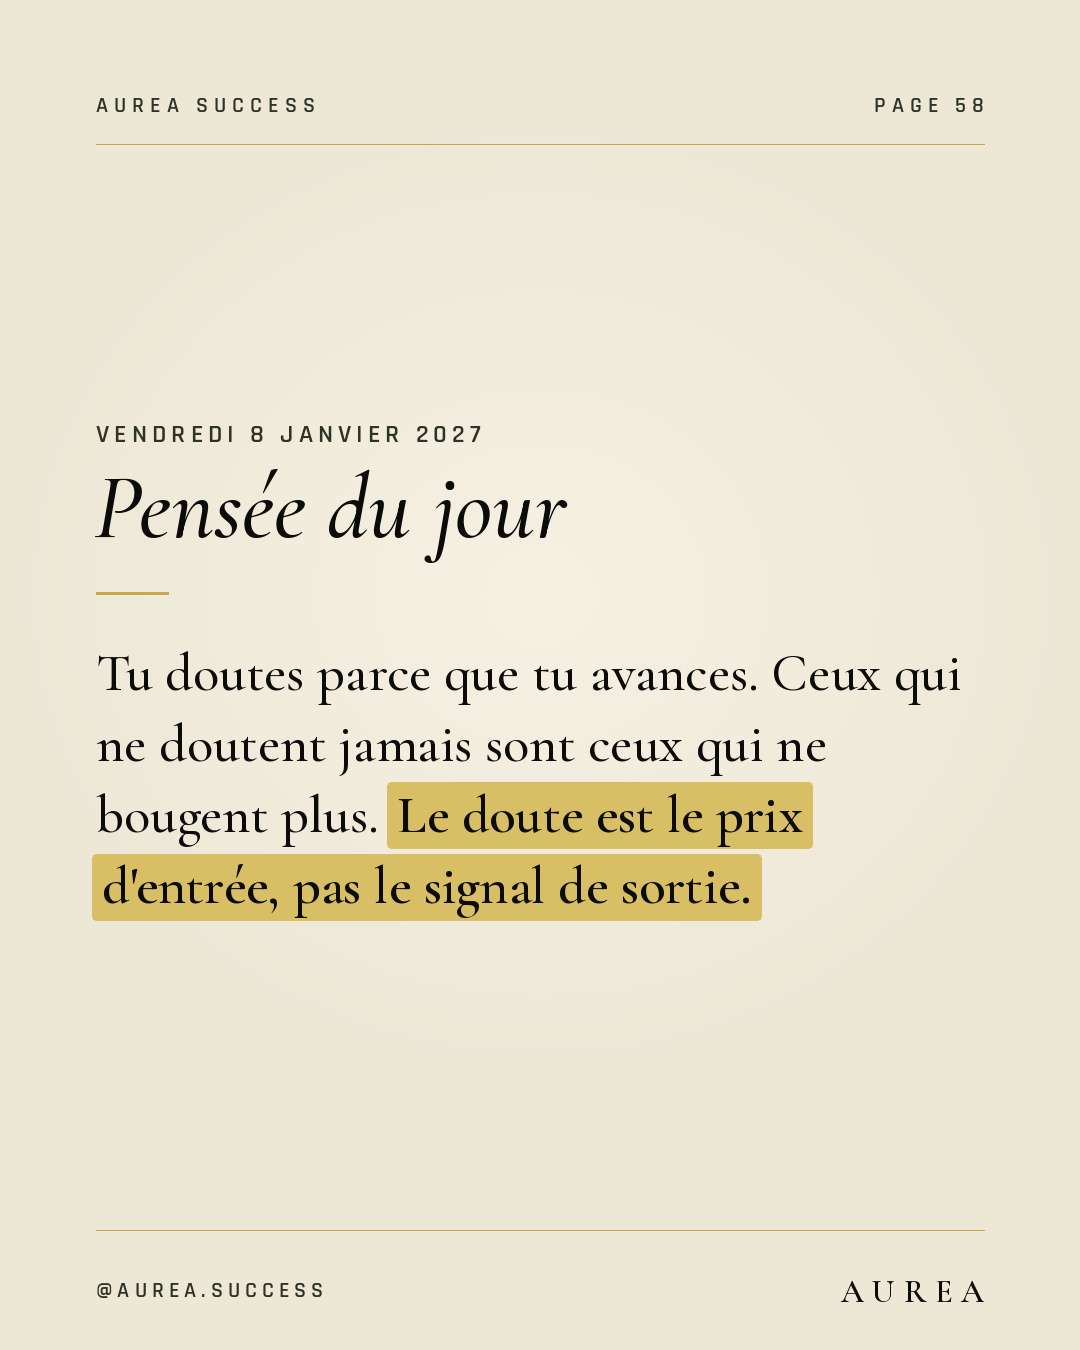 AUREA SUCCESS
PAGE 58
VENDREDI 8 JANVIER 2027
Pensée du jour
Tu doutes parce que tu avances. Ceux qui
ne doutent jamais sont ceux qui ne
bougent plus. Le doute est le prix
d'entrée, pas le signal de sortie.
@AUREA.SUCCESS
AUREA